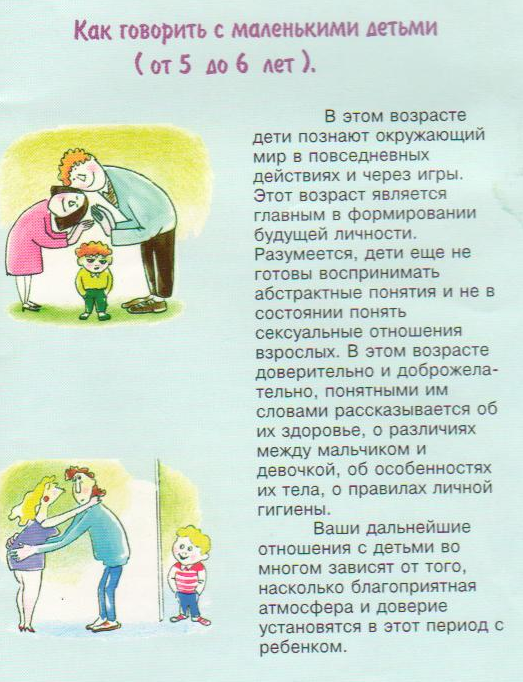 Как говорить с маленькими детьми
( от 5 до 6 лет ).
В этом возрасте
дети познают окружающий
мир в повседневных
действиях и через игры.
Этот возраст является
главным в формировании
будущей личности.
Разумеется, дети еще не
готовы воспринимать
абстрактные понятия и не в
состоянии понять
сексуальные отношения
взрослых. В этом возрасте
доверительно и доброжела-
тельно, понятными им
словами рассказывается об
их здоровье, о различиях
между мальчиком и
девочкой, об особенностях
их тела, о правилах личной
гигиены.
Ваши дальнейшие
отношения с детьми во
многом зависят от того,
насколько благоприятная
атмосфера и доверие
установятся в этот период с
ребенком.